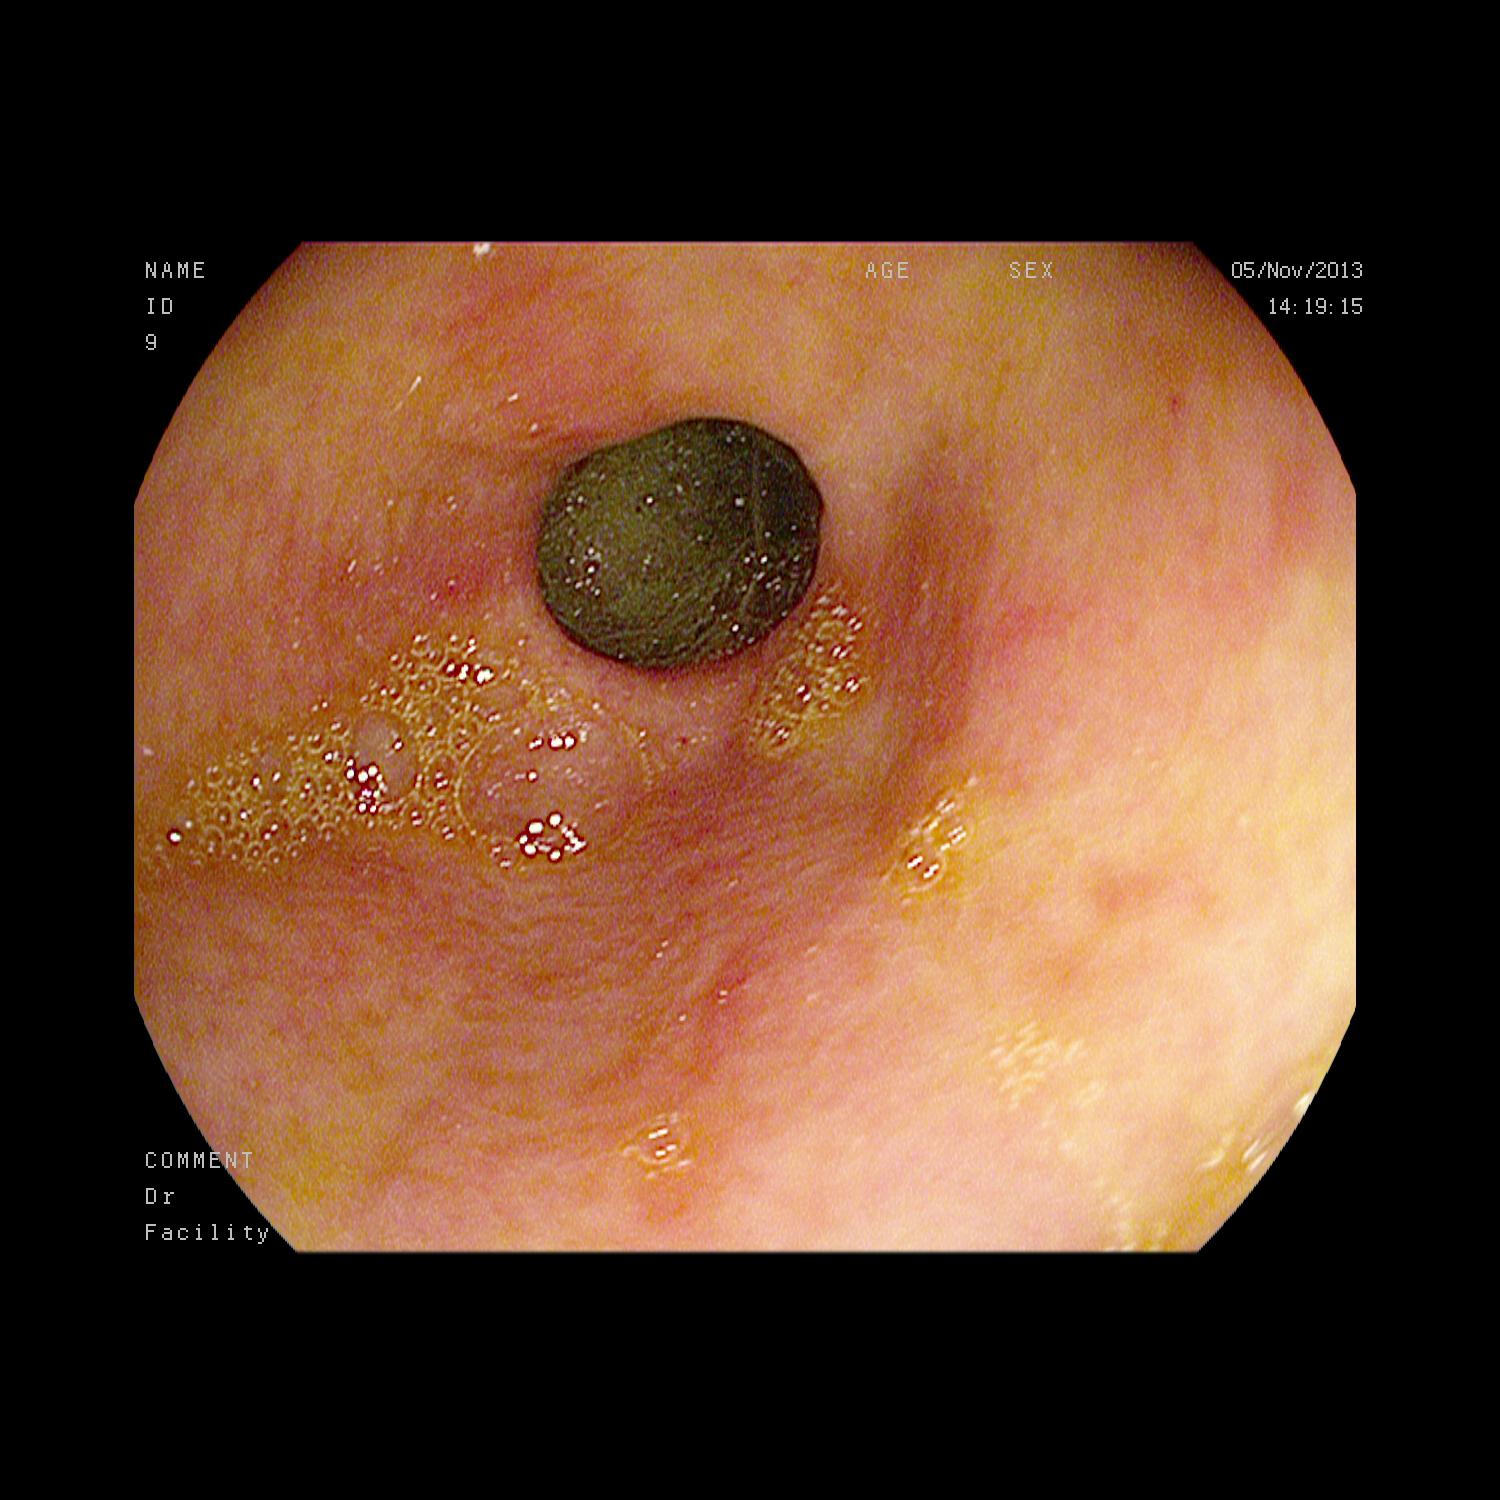 NAME
AGE SEX 05/Nov/2013
ID
14:19:15
9
COMMENT
Dr
Facility